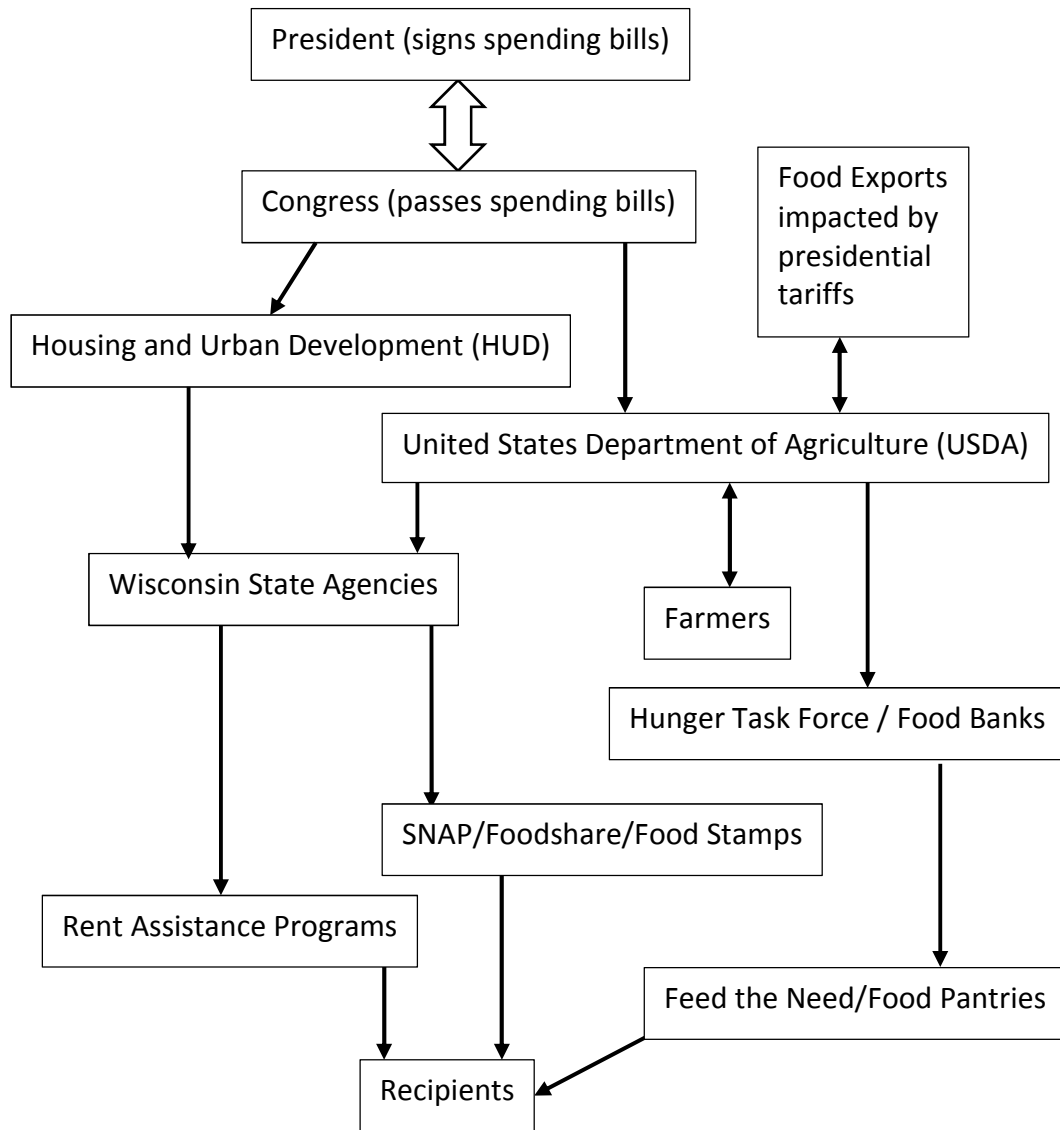 President (signs spending bills)
Congress (passes spending bills)
Food Exports
impacted by
presidential
tariffs
Housing and Urban Development (HUD)
United States Department of Agriculture (USDA)
Wisconsin State Agencies
Farmers
Hunger Task Force / Food Banks
SNAP/Foodshare/Food Stamps
Rent Assistance Programs
Feed the Need/Food Pantries
Recipients